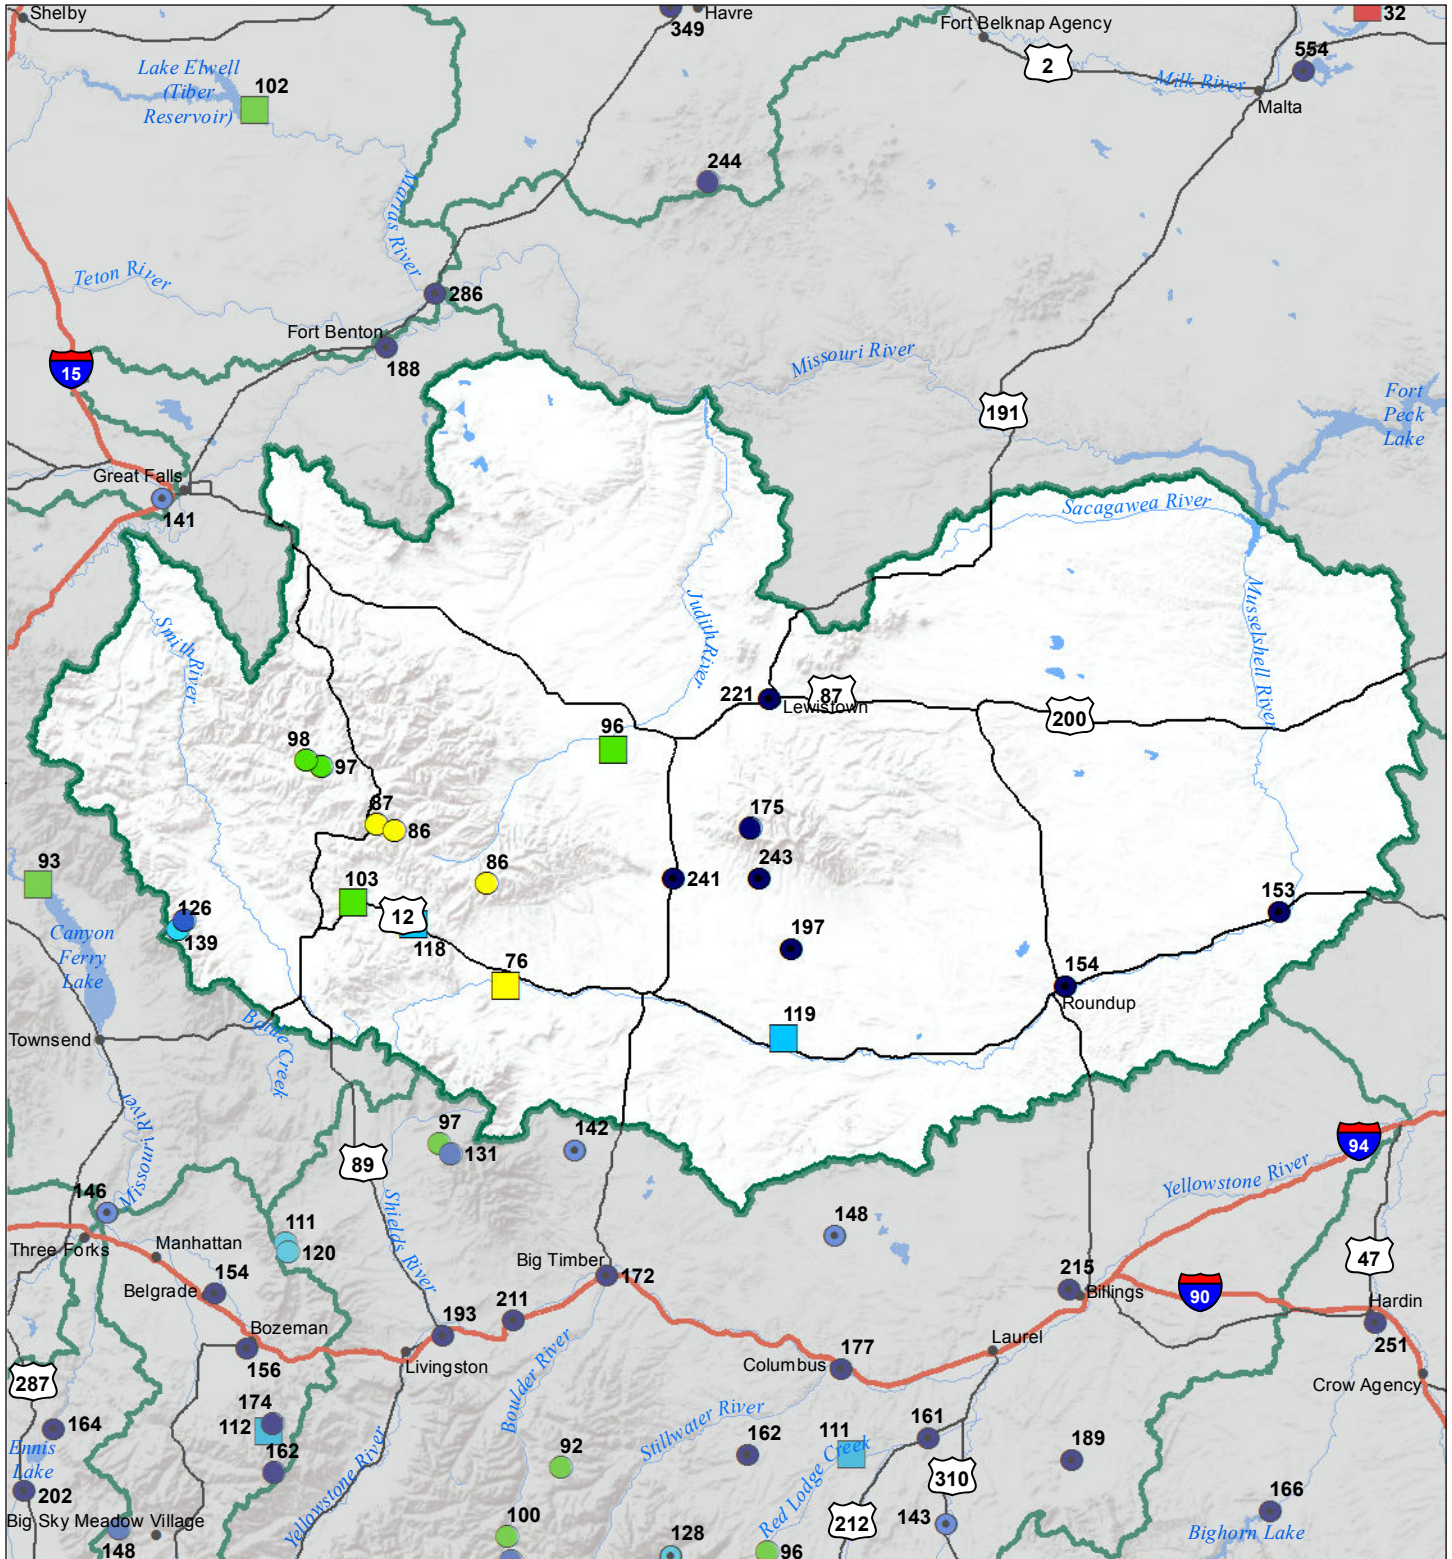 Shelby
Havre
349
Fort Belknap Agency
32
554
2
Lake Elwell
(Tiber
Reservoir)
102
Milk River
Malta
244
Marias River
Teton River
286
Fort Benton
188
Missouri River
15
191
Fort
Peck
Lake
Great Falls
141
Sacagawea River
Smith River
Judith River
Musselshell River
221
87
Lewistown
200
96
98
97
87
86
175
86
243
241
93
103
12
118
126
139
153
Canyon
Ferry
Lake
197
76
154
Roundup
119
Battle Creek
Townsend
Missouri River
97
131
142
89
94
Yellowstone River
146
Shields River
111
120
148
Three Forks
Manhattan
47
Big Timber
172
215
Billings
90
154
Belgrade
211
193
Hardin
251
Bozeman
156
Livingston
Laurel
Columbus
177
287
Crow Agency
Boulder River
174
112
164
162
Stillwater River
162
111
161
189
Ennis
Lake
92
Red Lodge Creek
310
202
Yellowstone River
166
Big Sky Meadow Village
148
100
128
96
212
143
Bighorn Lake